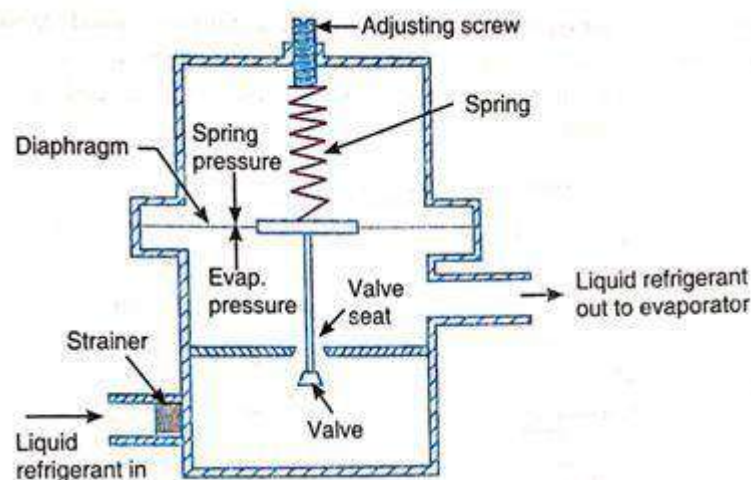 Adjusting screw
Spring
Diaphragm
Spring
pressure
Evap.
pressure
Valve
seat
Liquid refrigerant
out to evaporator
Strainer
Valve
Liquid
refrigerant in